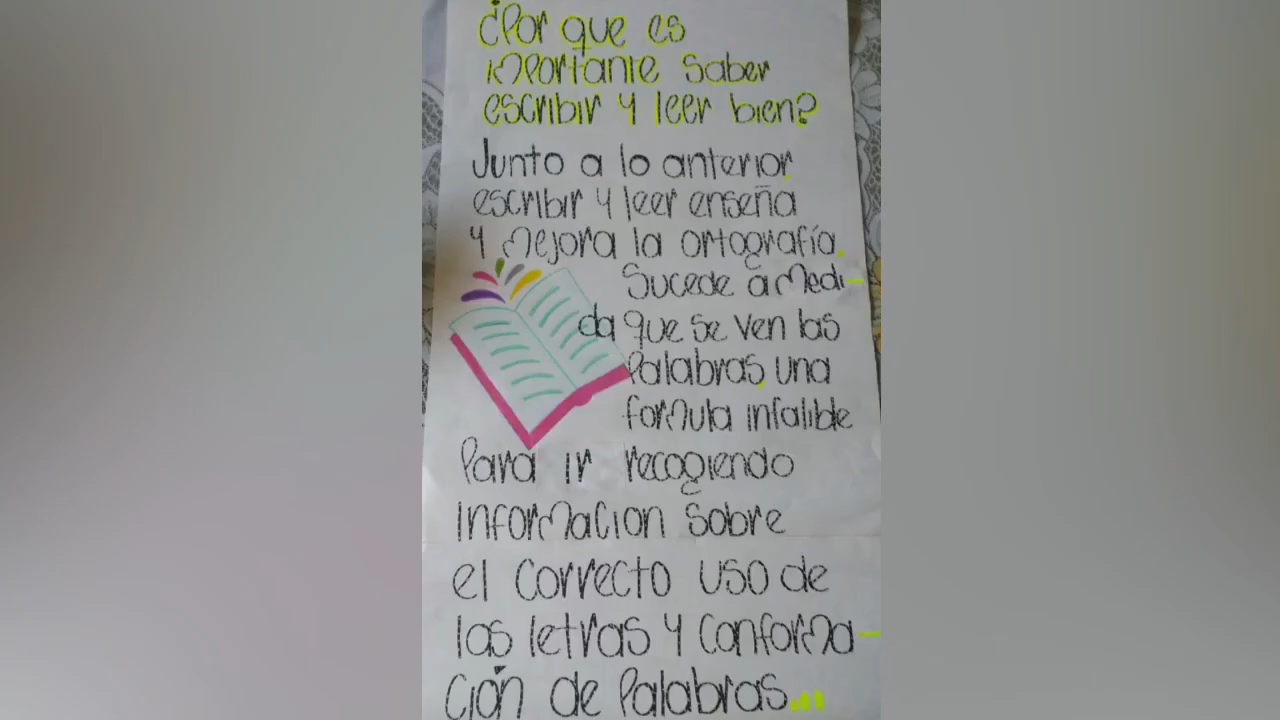 ¿Por que es
importante saber
escribir y leer bien?
Junto a lo anterior,
escribir y leer enseña
y mejora la ortografía.
Sucede a medi-
da que se ven las
palabras, una
formula infalible
para ir recogiendo
informacion sobre
el correcto uso de
las letras y conforma-
ción de palabras...